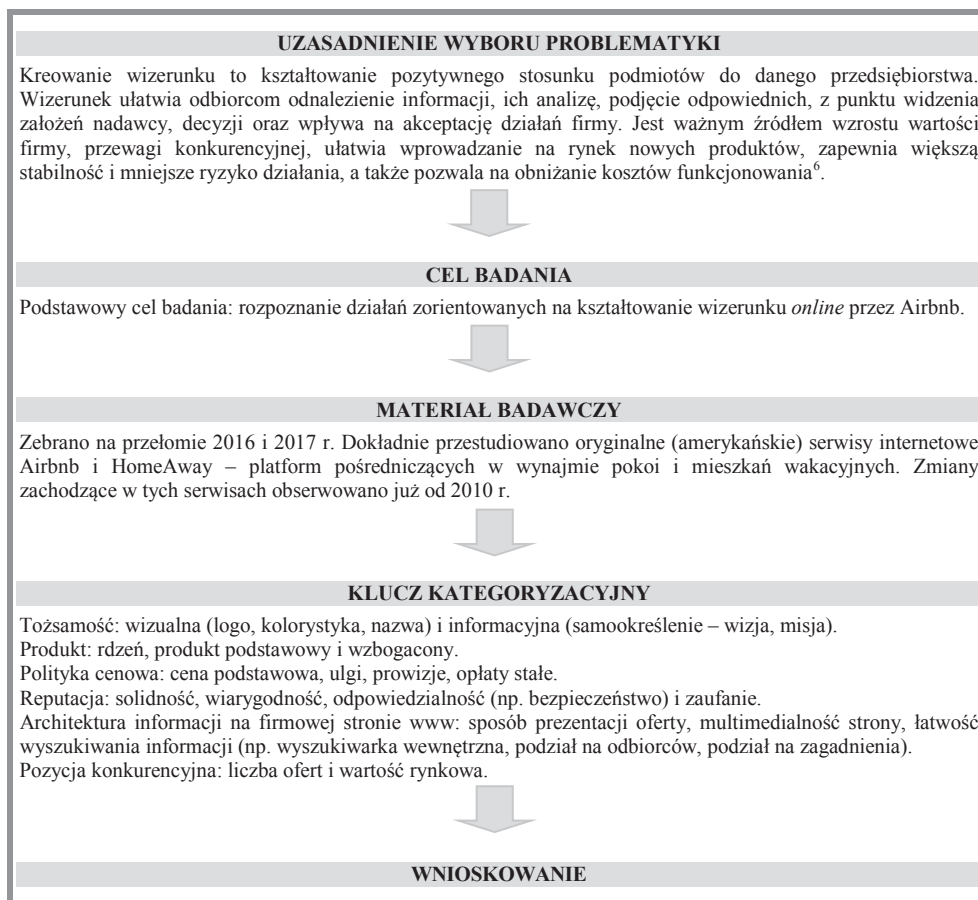 UZASADNIENIE WYBORU PROBLEMATYKI
Kreowanie wizerunku to kształtowanie pozytywnego stosunku podmiotów do danego przedsiębiorstwa.
Wizerunek ułatwia odbiorcom odnalezienie informacji, ich analizę, podjęcie odpowiednich, z punktu widzenia
założeń nadawcy, decyzji oraz wpływa na akceptację działań firmy. Jest ważnym źródłem wzrostu wartości
firmy, przewagi konkurencyjnej, ułatwia wprowadzanie na rynek nowych produktów, zapewnia większą
stabilność i mniejsze ryzyko działania, a także pozwala na obniżanie kosztów funkcjonowania⁶.
CEL BADANIA
Podstawowy cel badania: rozpoznanie działań zorientowanych na kształtowanie wizerunku online przez Airbnb.
MATERIAŁ BADAWCZY
Zebrano na przełomie 2016 i 2017 r. Dokładnie przestudiowano oryginalne (amerykańskie) serwisy internetowe
Airbnb i HomeAway – platform pośredniczących w wynajmie pokoi i mieszkań wakacyjnych. Zmiany
zachodzące w tych serwisach obserwowano już od 2010 r.
KLUCZ KATEGORYZACYJNY
Tożsamość: wizualna (logo, kolorystyka, nazwa) i informacyjna (samookreślenie – wizja, misja).
Produkt: rdzeń, produkt podstawowy i wzbogacony.
Polityka cenowa: cena podstawowa, ulgi, prowizje, opłaty stałe.
Reputacja: solidność, wiarygodność, odpowiedzialność (np. bezpieczeństwo) i zaufanie.
Architektura informacji na firmowej stronie www: sposób prezentacji oferty, multimedialność strony, łatwość
wyszukiwania informacji (np. wyszukiwarka wewnętrzna, podział na odbiorców, podział na zagadnienia).
Pozycja konkurencyjna: liczba ofert i wartość rynkowa.
WNIOSKOWANIE